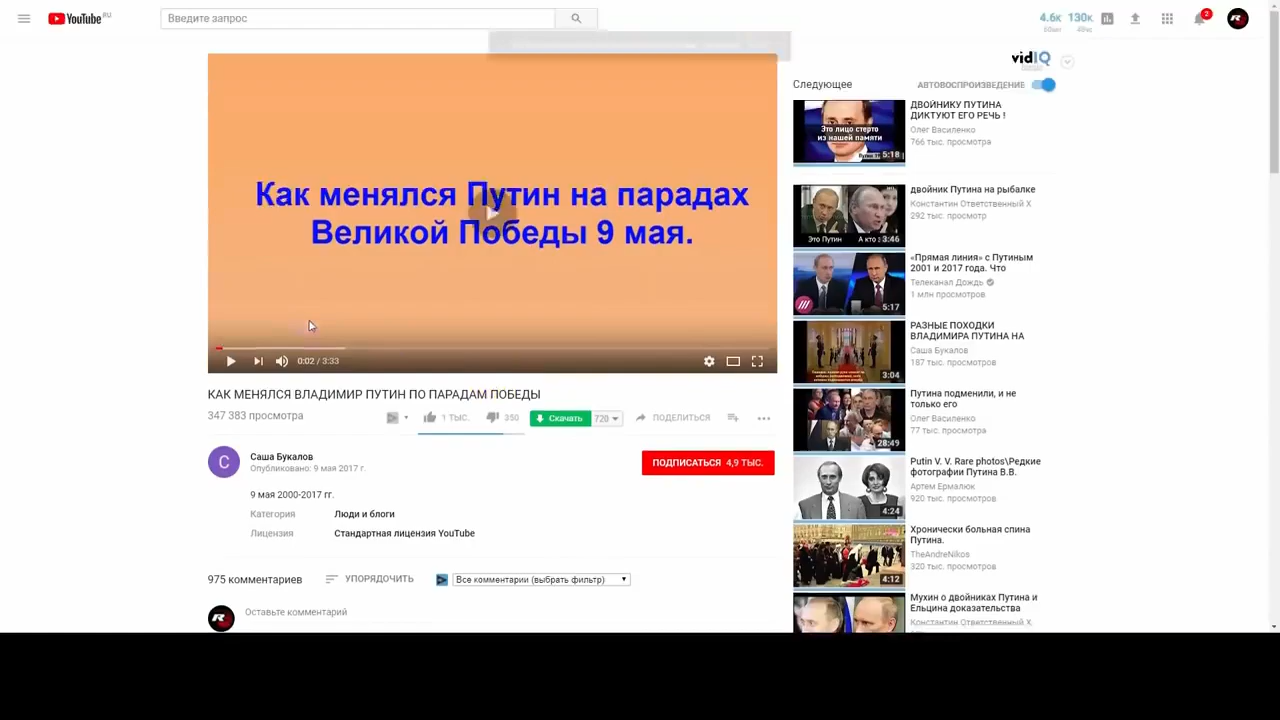 YouTube RU
Введите запрос
4.6к 130к
2
vidIQ
Следующее
АВТОВОСПРОИЗВЕДЕНИЕ
Как менялся Путин на парадах
Великой Победы 9 мая.
0:02 / 3:33
КАК МЕНЯЛСЯ ВЛАДИМИР ПУТИН ПО ПАРАДАМ ПОБЕДЫ
347 383 просмотра
1 ТЫС.
350
Скачать
720
ПОДЕЛИТЬСЯ
С
Саша Букалов
Опубликовано: 9 мая 2017 г.
ПОДПИСАТЬСЯ 4,9 ТЫС.
9 мая 2000-2017 гг.
Категория
Люди и блоги
Лицензия
Стандартная лицензия YouTube
975 комментариев
УПОРЯДОЧИТЬ
Все комментарии (выбрать фильтр)
R
Оставьте комментарий
Это лицо стерто
из нашей памяти
5:18
ДВОЙНИКУ ПУТИНА
ДИКТУЮТ ЕГО РЕЧЬ !
Олег Василенко
766 тыс. просмотра
Это Путин
А кто
3:46
двойник Путина на рыбалке
Константин Ответственный Х
292 тыс. просмотр
5:17
«Прямая линия» с Путиным
2001 и 2017 года. Что
Телеканал Дождь
1 млн просмотров
3:04
РАЗНЫЕ ПОХОДКИ
ВЛАДИМИРА ПУТИНА НА
Саша Букалов
187 тыс. просмотров
28:49
Путина подменили, и не
только его
Олег Василенко
77 тыс. просмотров
4:24
Putin V. V. Rare photos\Редкие
фотографии Путина В.В.
Артем Ермалюк
920 тыс. просмотров
4:12
Хронически больная спина
Путина.
TheAndreNikos
320 тыс. просмотров
Мухин о двойниках Путина и
Ельцина доказательства
Константин Ответственный Х